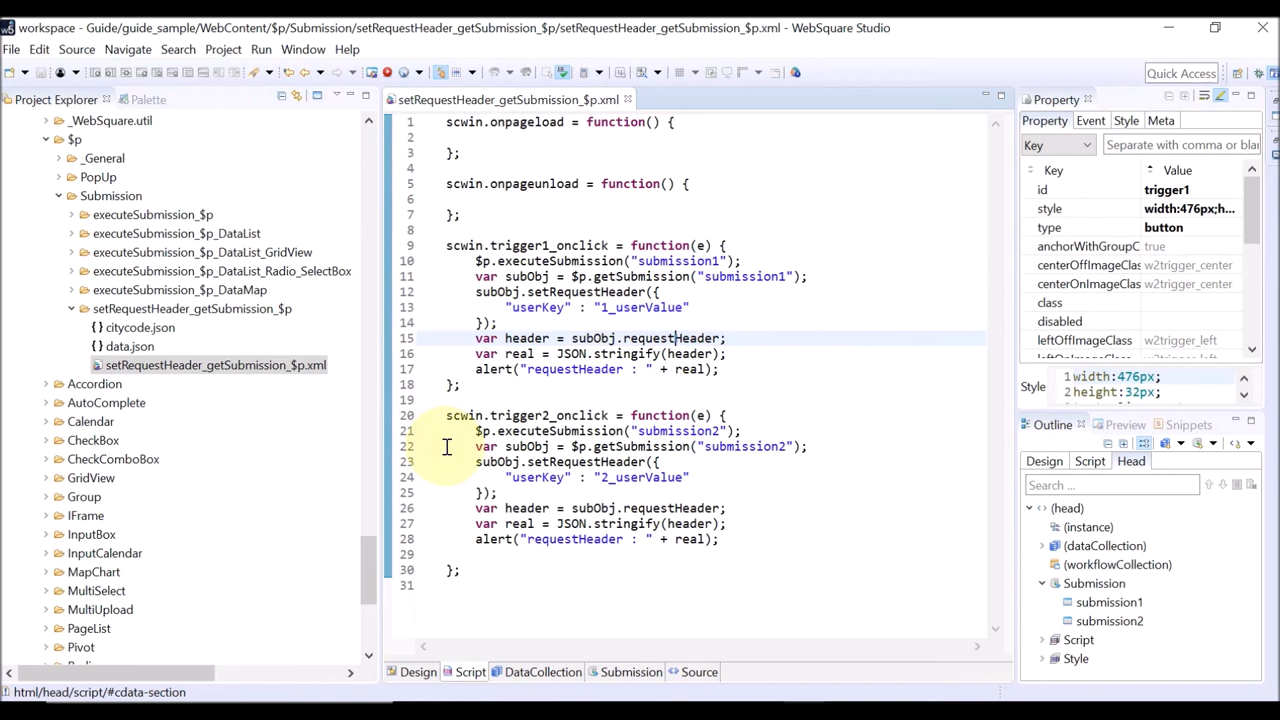 workspace - Guide/guide_sample/WebContent/$p/Submission/setRequestHeader_getSubmission_$p/setRequestHeader_getSubmission_$p.xml - WebSquare Studio
File Edit Source Navigate Search Project Run Window Help
Quick Access
Project Explorer Palette
_WebSquare.util
$p
_General
PopUp
Submission
executeSubmission_$p
executeSubmission_$p_DataList
executeSubmission_$p_DataList_GridView
executeSubmission_$p_DataList_Radio_SelectBox
executeSubmission_$p_DataMap
setRequestHeader_getSubmission_$p
citycode.json
data.json
setRequestHeader_getSubmission_$p.xml
Accordion
AutoComplete
Calendar
CheckBox
CheckComboBox
GridView
Group
IFrame
InputBox
InputCalendar
MapChart
MultiSelect
MultiUpload
PageList
Pivot
setRequestHeader_getSubmission_$p.xml
1 scwin.onpageload = function() {
2
3 };
4
5 scwin.onpageunload = function() {
6
7 };
8
9 scwin.trigger1_onclick = function(e) {
10 $p.executeSubmission("submission1");
11 var subObj = $p.getSubmission("submission1");
12 subObj.setRequestHeader({
13 "userKey" : "1_userValue"
14 });
15 var header = subObj.requestHeader;
16 var real = JSON.stringify(header);
17 alert("requestHeader : " + real);
18 };
19
20 scwin.trigger2_onclick = function(e) {
21 $p.executeSubmission("submission2");
22 var subObj = $p.getSubmission("submission2");
23 subObj.setRequestHeader({
24 "userKey" : "2_userValue"
25 });
26 var header = subObj.requestHeader;
27 var real = JSON.stringify(header);
28 alert("requestHeader : " + real);
29
30 };
31
Design Script DataCollection Submission Source
Property
Property Event Style Meta
Key Separate with comma or blar
Key Value
id trigger1
style width:476px;h...
type button
anchorWithGroupC true
centerOffImageClas w2trigger_center
centerOnImageClas w2trigger_center
class
disabled
leftOffImageClass w2trigger_left
Style
1 width:476px;
2 height:32px;
Outline Preview Snippets
Design Script Head
Search ...
(head)
(instance)
(dataCollection)
(workflowCollection)
Submission
submission1
submission2
Script
Style
html/head/script/#cdata-section